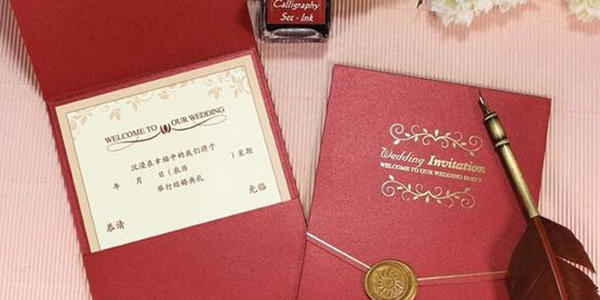 Calligraphy
Set - Ink
WELCOME TO OUR WEDDING
沉浸在幸福中的我们将于
年 月 日(农历 )星期
举行结婚典礼
恭请 光临
Wedding Invitation
WELCOME TO OUR WEDDING PARTY